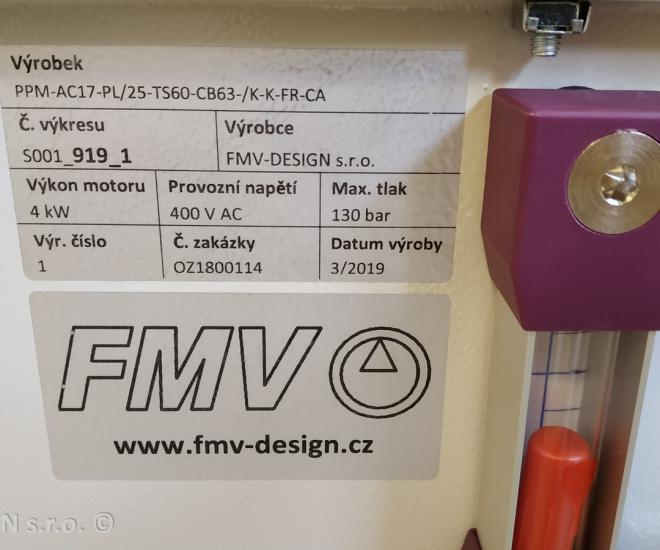 Výrobek
PPM-AC17-PL/25-TS60-CB63-/K-K-FR-CA
Č. výkresu
S001_919_1
Výrobce
FMV-DESIGN s.r.o.
Výkon motoru
4 kW
Provozní napětí
400 V AC
Max. tlak
130 bar
Výr. číslo
1
Č. zakázky
OZ1800114
Datum výroby
3/2019
FMV
www.fmv-design.cz
N s.r.o. ©